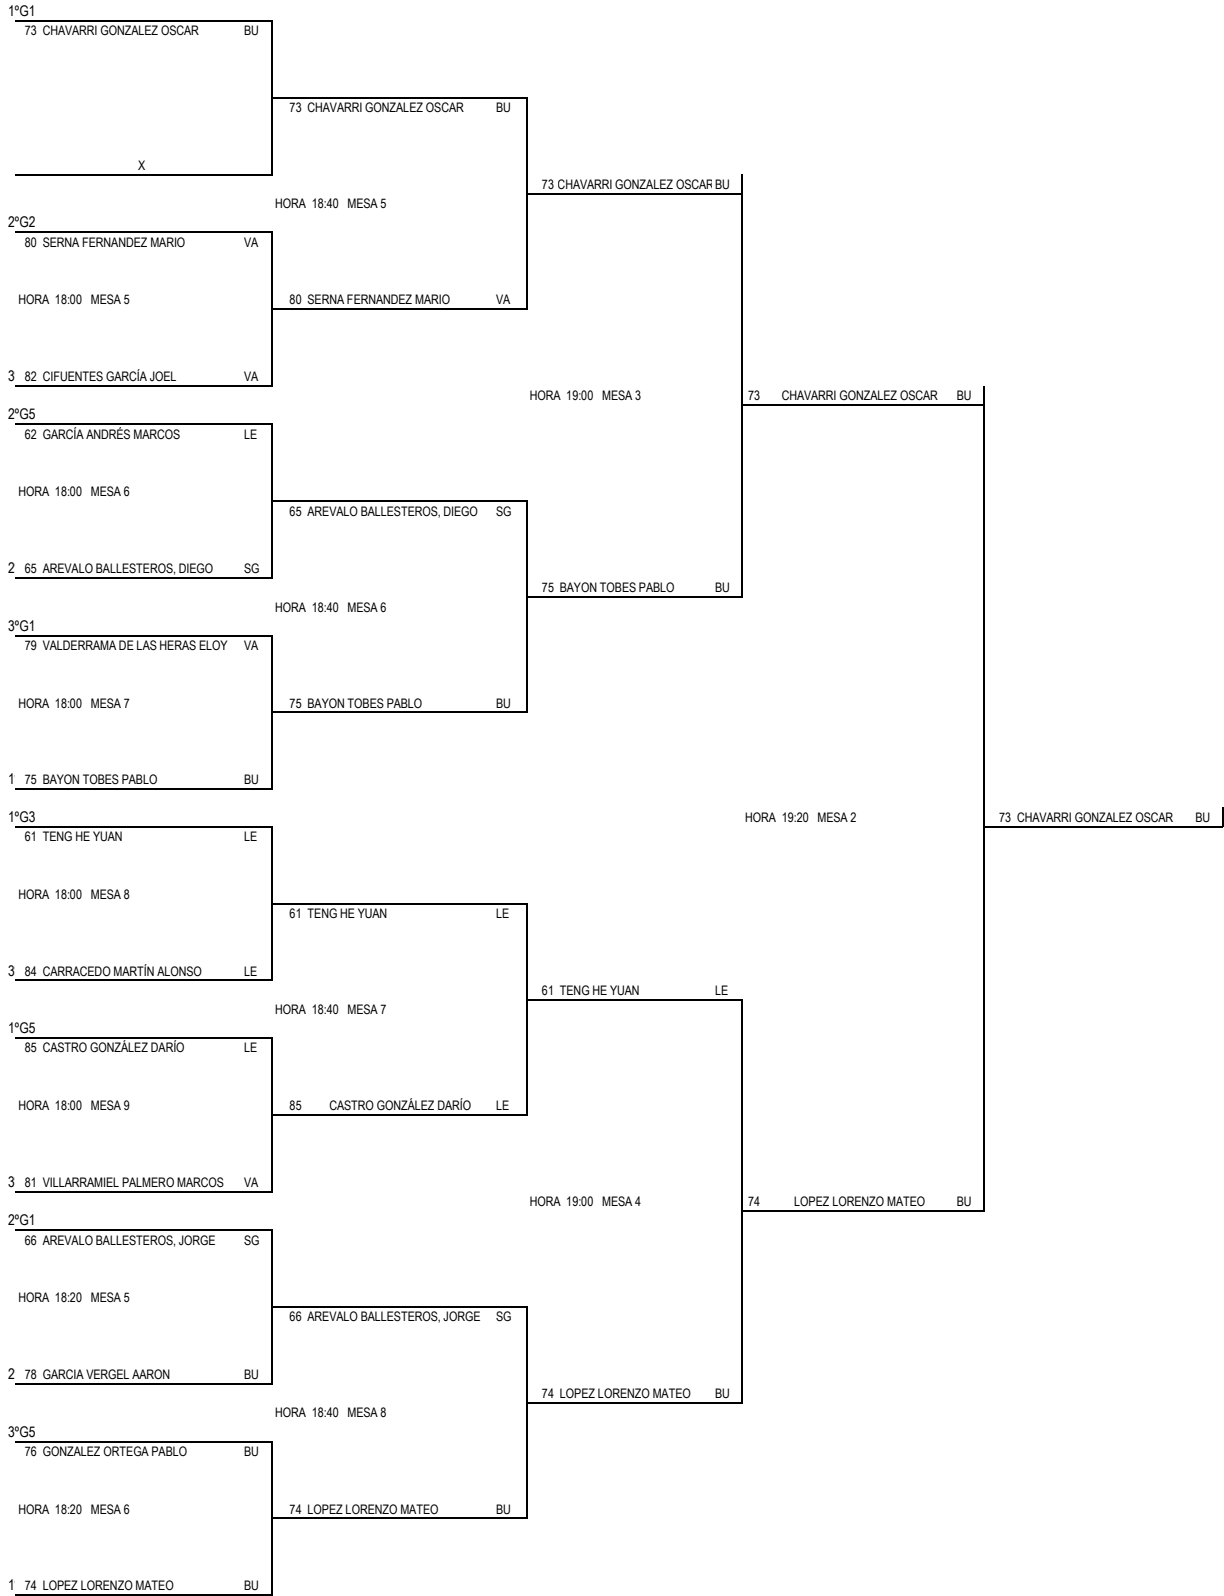 1ºG1
73 CHAVARRI GONZALEZ OSCAR BU
73 CHAVARRI GONZALEZ OSCAR BU
X
73 CHAVARRI GONZALEZ OSCAR BU
HORA 18:40 MESA 5
2ºG2
80 SERNA FERNANDEZ MARIO VA
HORA 18:00 MESA 5
80 SERNA FERNANDEZ MARIO VA
3 82 CIFUENTES GARCÍA JOEL VA
HORA 19:00 MESA 3
73 CHAVARRI GONZALEZ OSCAR BU
2ºG5
62 GARCÍA ANDRÉS MARCOS LE
HORA 18:00 MESA 6
65 AREVALO BALLESTEROS, DIEGO SG
2 65 AREVALO BALLESTEROS, DIEGO SG
75 BAYON TOBES PABLO BU
HORA 18:40 MESA 6
3ºG1
79 VALDERRAMA DE LAS HERAS ELOY VA
HORA 18:00 MESA 7
75 BAYON TOBES PABLO BU
1 75 BAYON TOBES PABLO BU
1ºG3
HORA 19:20 MESA 2
73 CHAVARRI GONZALEZ OSCAR BU
61 TENG HE YUAN LE
HORA 18:00 MESA 8
61 TENG HE YUAN LE
3 84 CARRACEDO MARTÍN ALONSO LE
61 TENG HE YUAN LE
HORA 18:40 MESA 7
1ºG5
85 CASTRO GONZÁLEZ DARÍO LE
HORA 18:00 MESA 9
85 CASTRO GONZÁLEZ DARÍO LE
3 81 VILLARRAMIEL PALMERO MARCOS VA
HORA 19:00 MESA 4
74 LOPEZ LORENZO MATEO BU
2ºG1
66 AREVALO BALLESTEROS, JORGE SG
HORA 18:20 MESA 5
66 AREVALO BALLESTEROS, JORGE SG
2 78 GARCIA VERGEL AARON BU
74 LOPEZ LORENZO MATEO BU
HORA 18:40 MESA 8
3ºG5
76 GONZALEZ ORTEGA PABLO BU
HORA 18:20 MESA 6
74 LOPEZ LORENZO MATEO BU
1 74 LOPEZ LORENZO MATEO BU